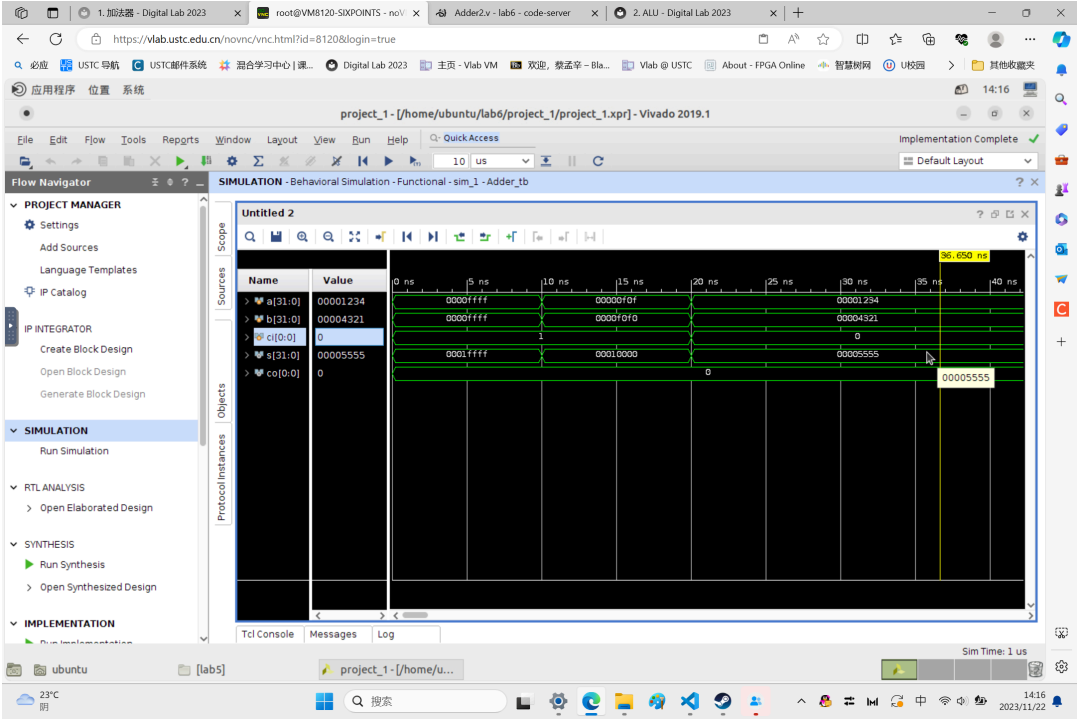 1. 加法器 - Digital Lab 2023
root@VM8120-SIXPOINTS - noV
Adder2.v - lab6 - code-server
2. ALU - Digital Lab 2023
https://vlab.ustc.edu.cn/novnc/vnc.html?id=8120&login=true
必应
USTC 导航
USTC邮件系统
混合学习中心 | 课...
Digital Lab 2023
主页 - Vlab VM
欢迎，蔡孟辛 – Bla...
Vlab @ USTC
About - FPGA Online
智慧树网
U校园
其他收藏夹
应用程序 位置 系统
14:16
project_1 - [/home/ubuntu/lab6/project_1/project_1.xpr] - Vivado 2019.1
File Edit Flow Tools Reports Window Layout View Run Help
Quick Access
Implementation Complete
10 us
Default Layout
Flow Navigator
SIMULATION - Behavioral Simulation - Functional - sim_1 - Adder_tb
PROJECT MANAGER
Settings
Add Sources
Language Templates
IP Catalog
IP INTEGRATOR
Create Block Design
Open Block Design
Generate Block Design
SIMULATION
Run Simulation
RTL ANALYSIS
Open Elaborated Design
SYNTHESIS
Run Synthesis
Open Synthesized Design
IMPLEMENTATION
Run Implementation
Scope
Sources
Objects
Protocol Instances
Untitled 2
36.650 ns
Name Value
0 ns 5 ns 10 ns 15 ns 20 ns 25 ns 30 ns 35 ns 40 ns
a[31:0] 00001234 0000ffff 00000f0f 00001234
b[31:0] 00004321 0000ffff 0000f0f0 00004321
ci[0:0] 0 1 0
s[31:0] 00005555 0001ffff 00010000 00005555
co[0:0] 0 0
00005555
Tcl Console Messages Log
Sim Time: 1 us
ubuntu
[lab5]
project_1 - [/home/u...
23°C
阴
搜索
中
14:16
2023/11/22